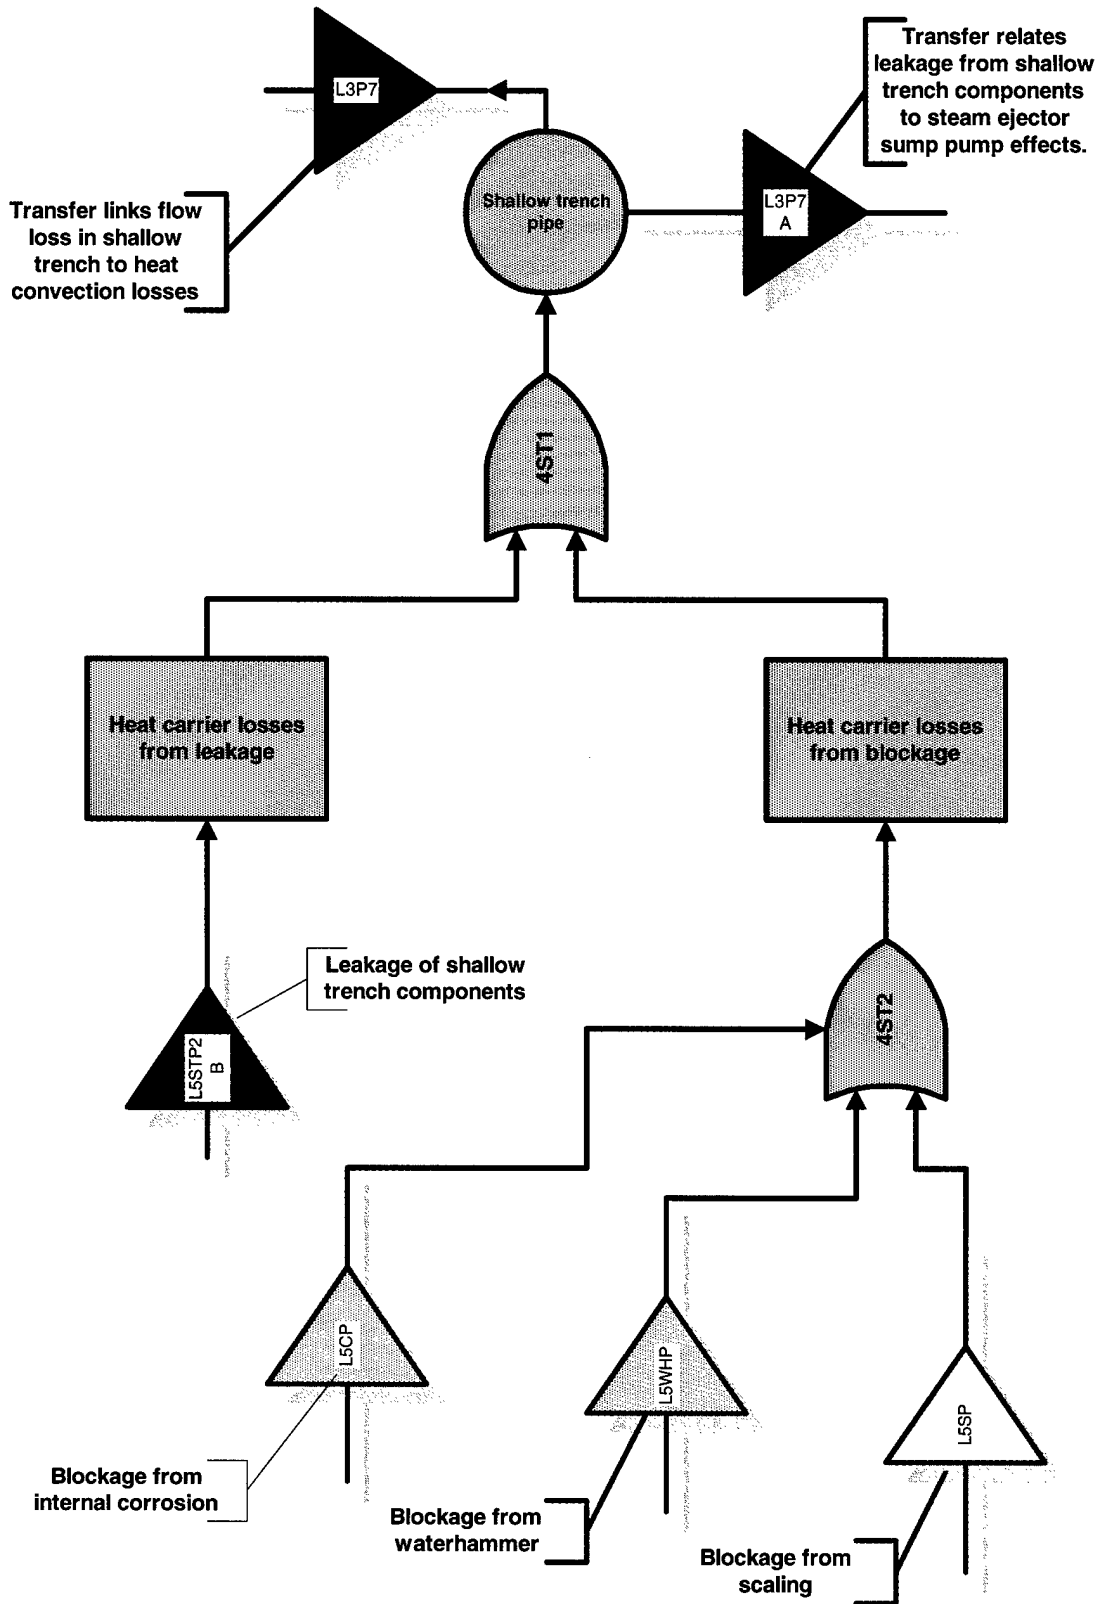 L3P7
Transfer relates
leakage from shallow
trench components
to steam ejector
sump pump effects.
Transfer links flow
loss in shallow
trench to heat
convection losses
Shallow trench
pipe
L3P7
A
4ST1
Heat carrier losses
from leakage
Heat carrier losses
from blockage
Leakage of shallow
trench components
L5STP2
B
4ST2
L5CP
L5WHP
L5SP
Blockage from
internal corrosion
Blockage from
waterhammer
Blockage from
scaling